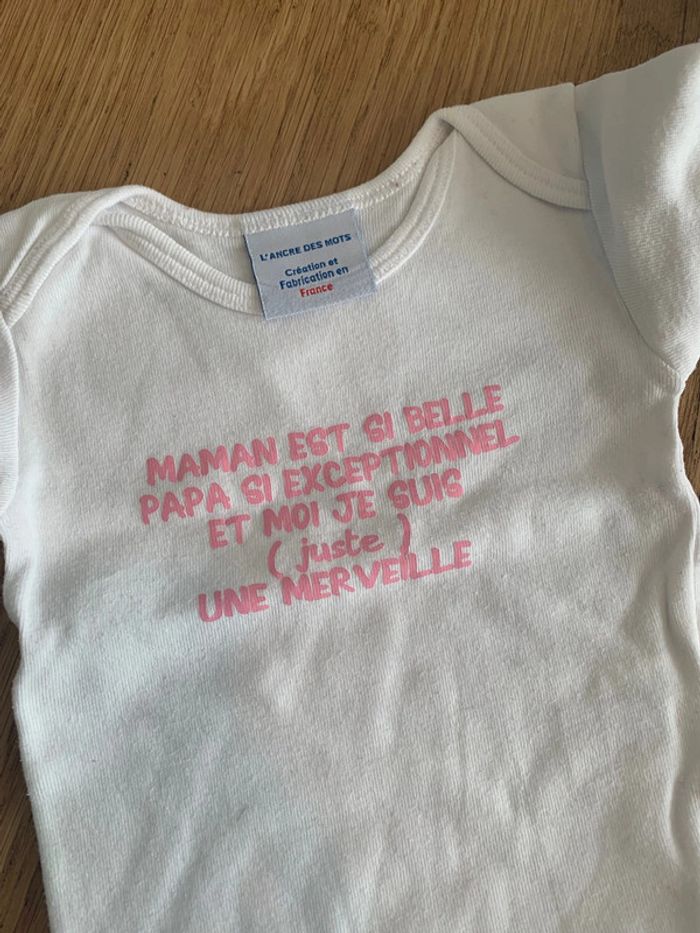 L'ANCRE DES MOTS
Création et
Fabrication en
France
MAMAN EST SI BELLE
PAPA SI EXCEPTIONNEL
ET MOI JE SUIS
( juste )
UNE MERVEILLE